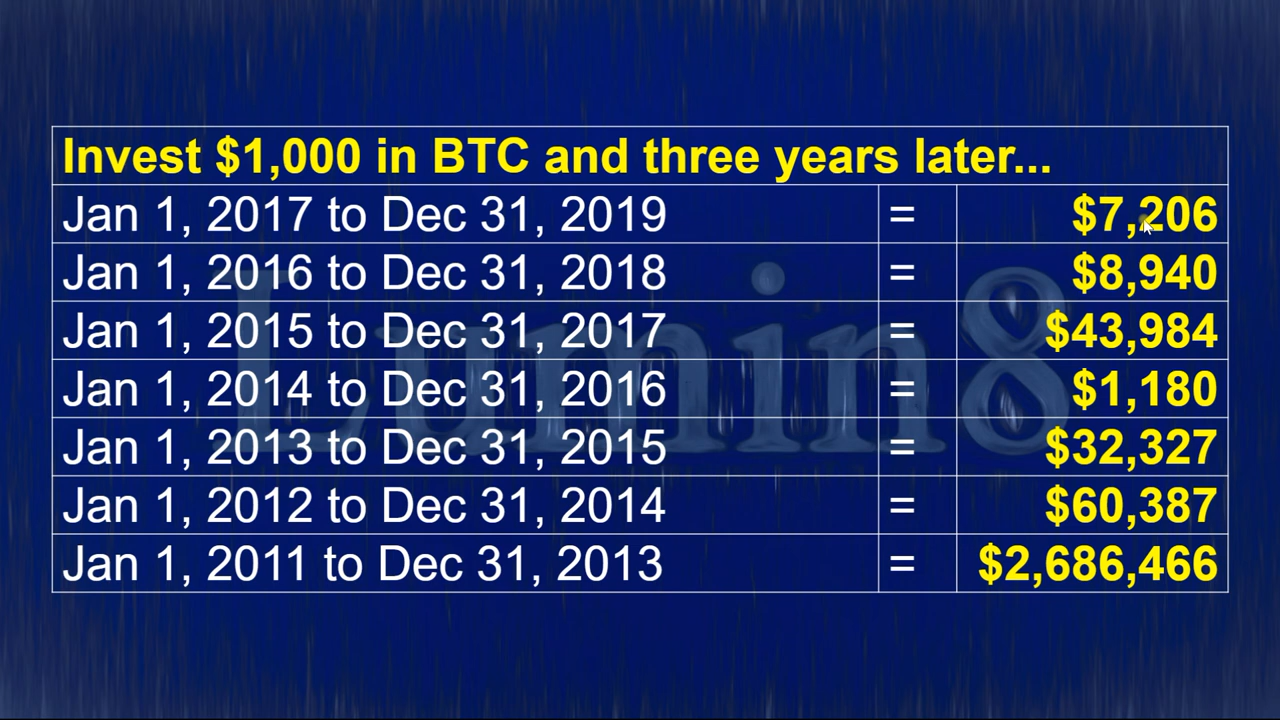 Invest $1,000 in BTC and three years later...
Jan 1, 2017 to Dec 31, 2019 = $7,206
Jan 1, 2016 to Dec 31, 2018 = $8,940
Jan 1, 2015 to Dec 31, 2017 = $43,984
Jan 1, 2014 to Dec 31, 2016 = $1,180
Jan 1, 2013 to Dec 31, 2015 = $32,327
Jan 1, 2012 to Dec 31, 2014 = $60,387
Jan 1, 2011 to Dec 31, 2013 = $2,686,466
Lumin8